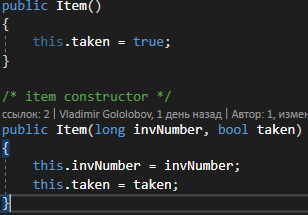 public Item()
{
this.taken = true;
}
/* item constructor */
ссылок: 2 | Vladimir Gololobov, 1 день назад | Автор: 1, измен
public Item(long invNumber, bool taken)
{
this.invNumber = invNumber;
this.taken = taken;
}